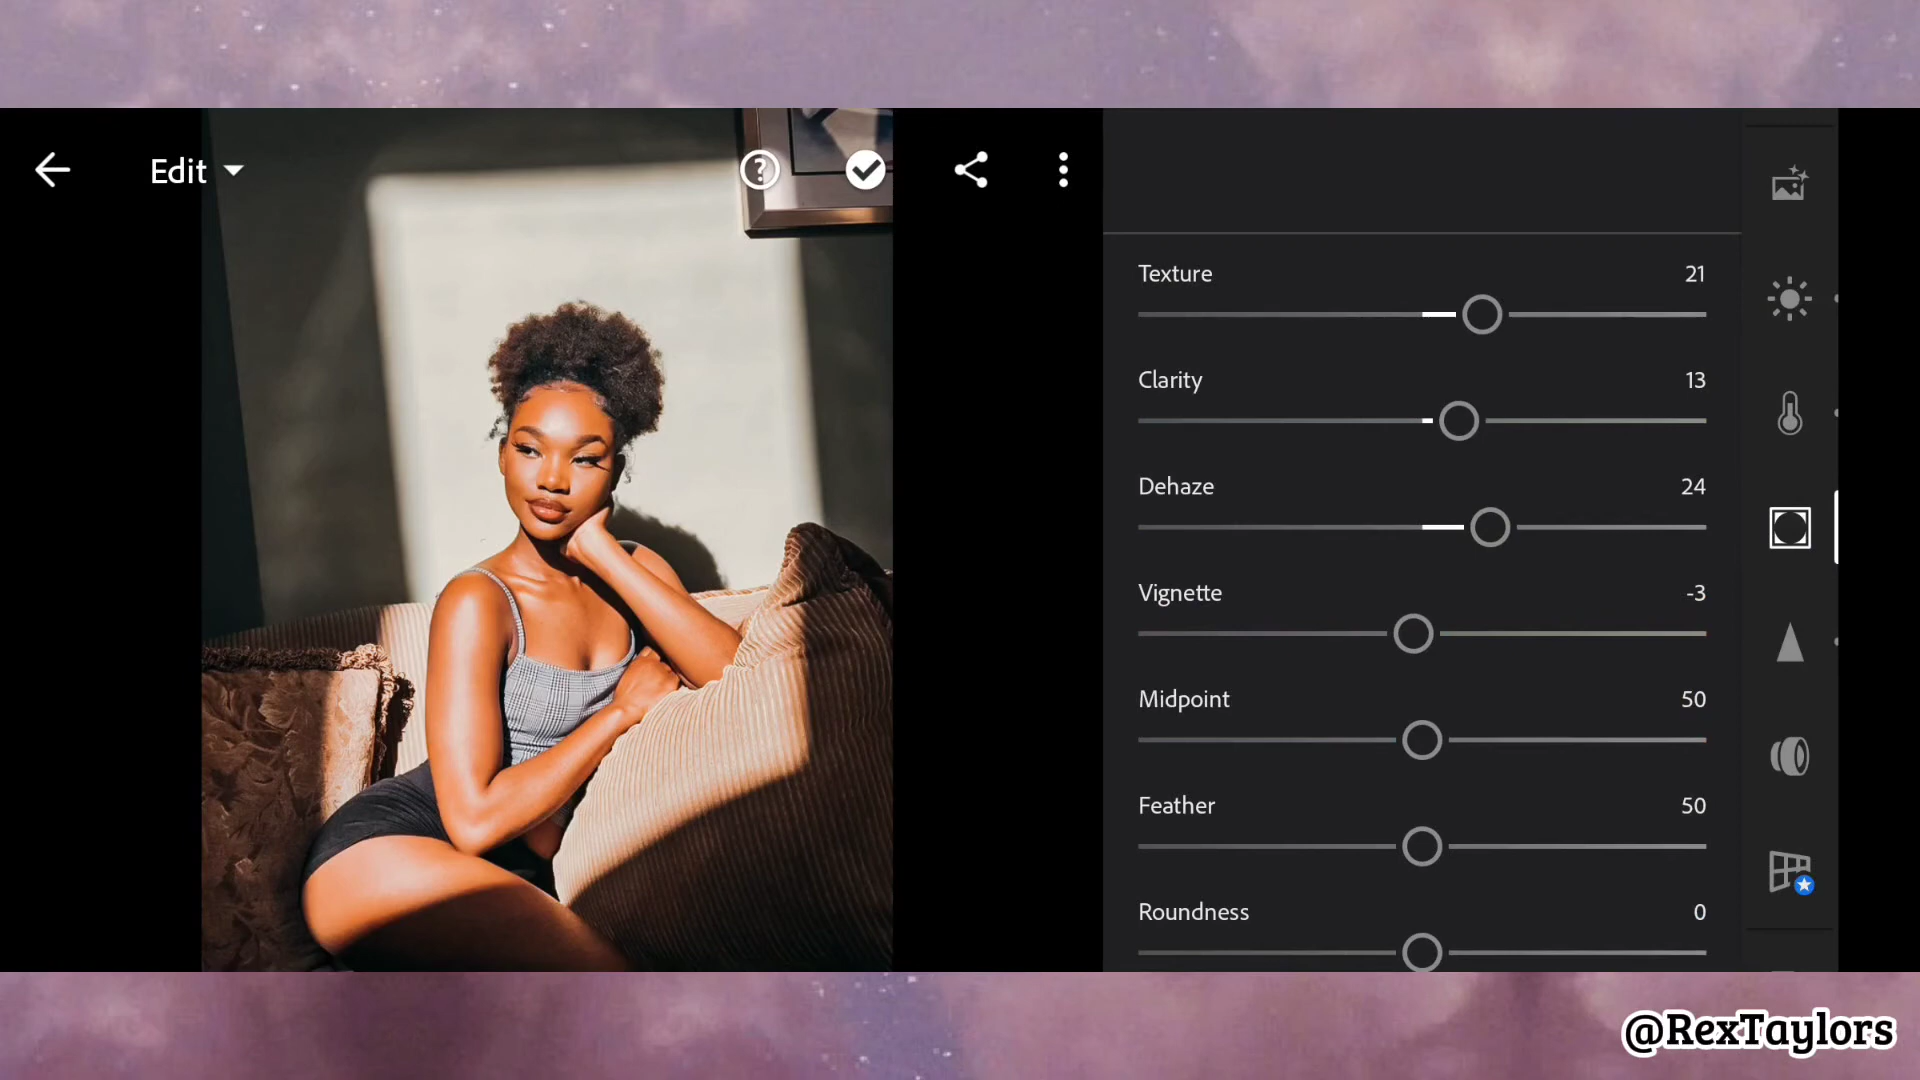 Edit
?
Texture 21
Clarity 13
Dehaze 24
Vignette -3
Midpoint 50
Feather 50
Roundness 0
@RexTaylors